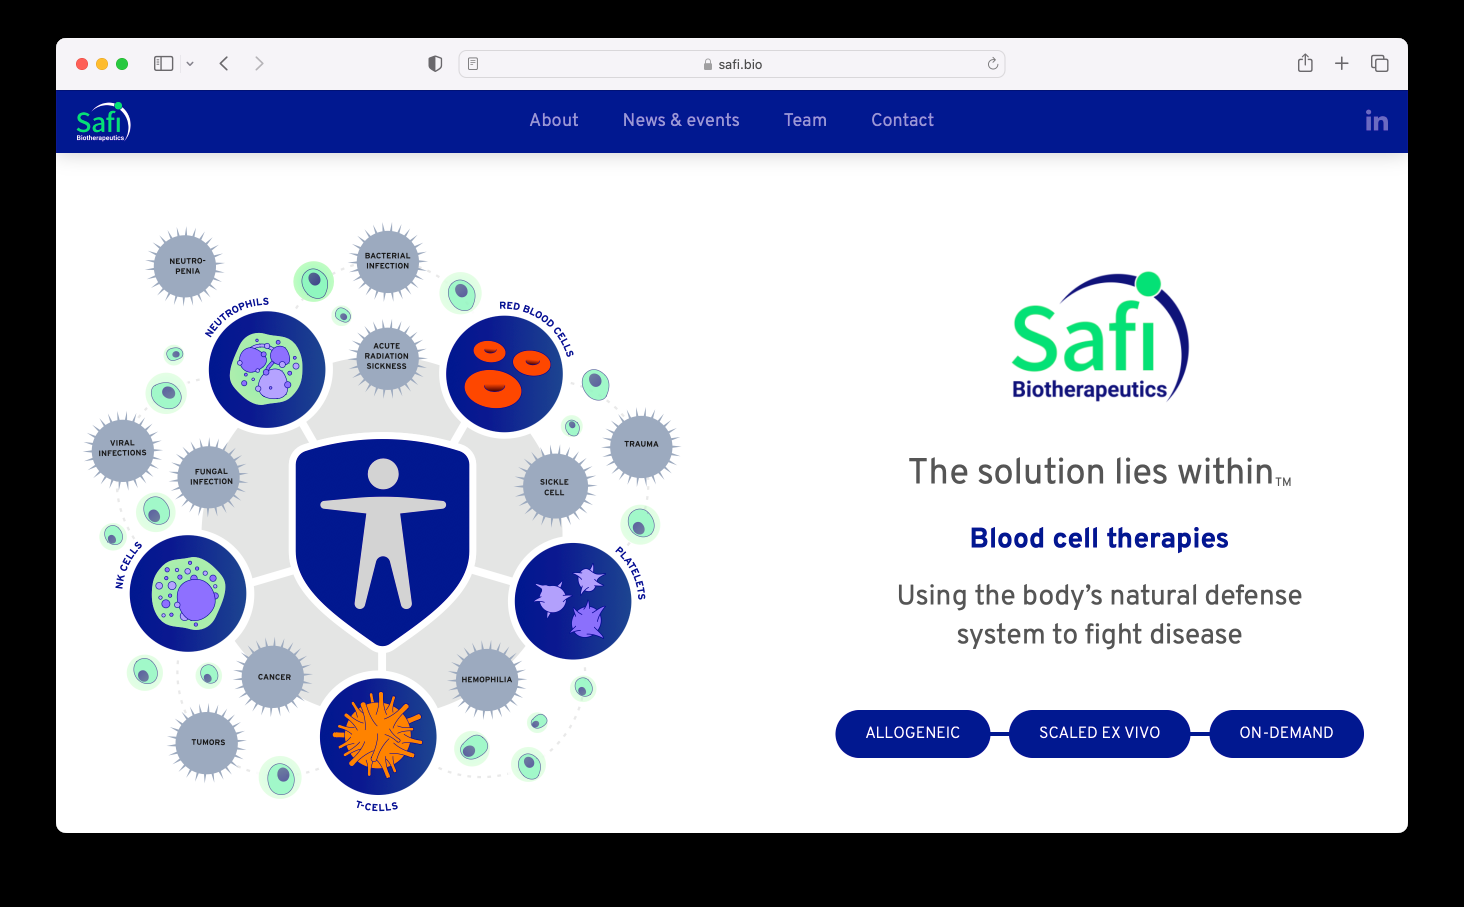 safi.bio
Safi
Biotherapeutics
About
News & events
Team
Contact
in
NEUTRO-
PENIA
BACTERIAL
INFECTION
NEUTROPHILS
RED BLOOD CELLS
ACUTE
RADIATION
SICKNESS
VIRAL
INFECTIONS
FUNGAL
INFECTION
TRAUMA
SICKLE
CELL
NK CELLS
PLATELETS
CANCER
HEMOPHILIA
TUMORS
T-CELLS
Safi
Biotherapeutics
The solution lies within™
Blood cell therapies
Using the body’s natural defense
system to fight disease
ALLOGENEIC
SCALED EX VIVO
ON-DEMAND